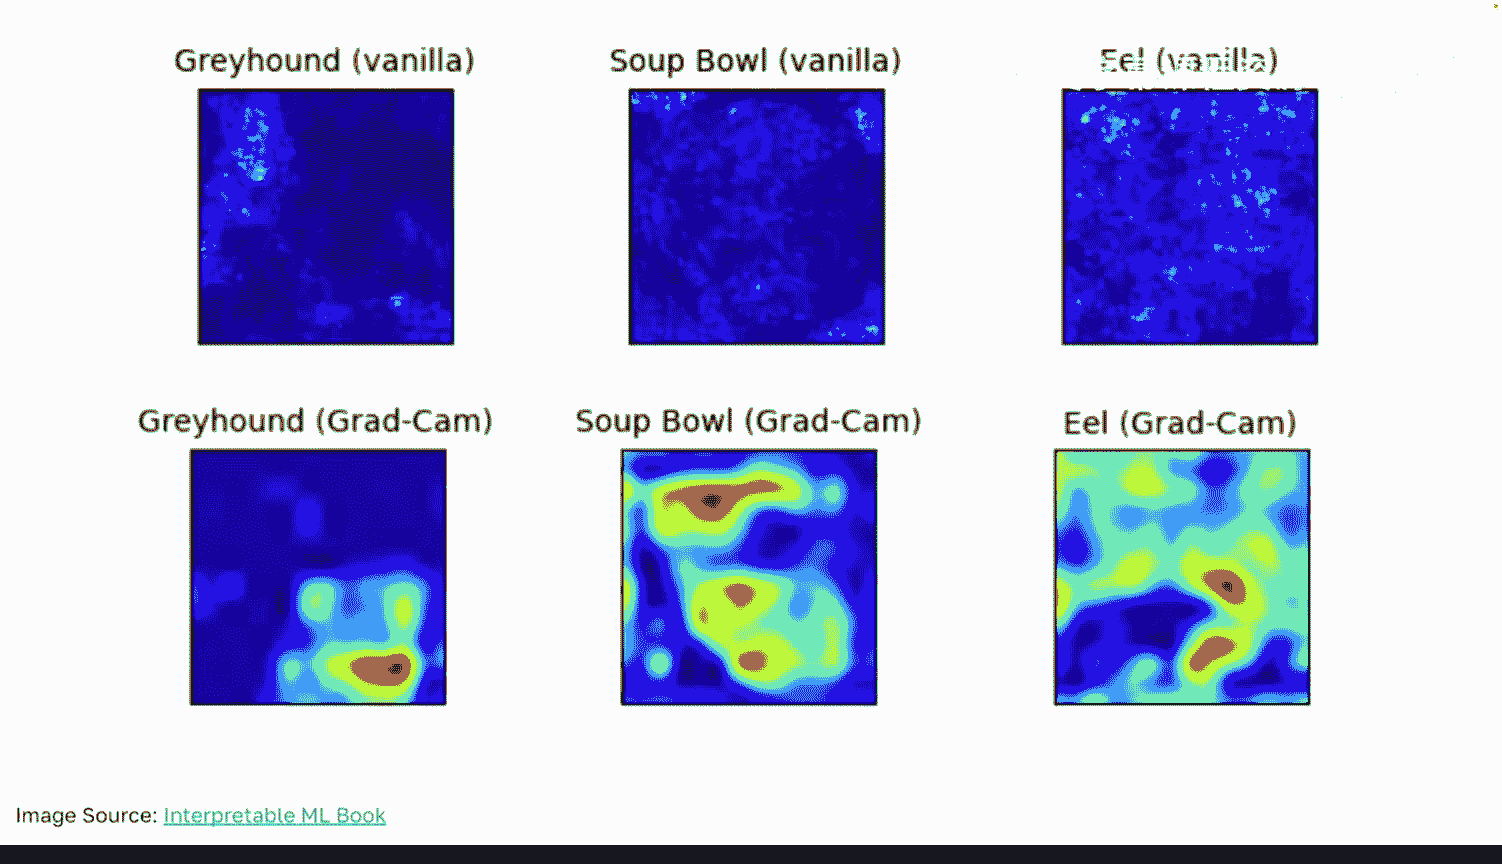 Greyhound (vanilla)
Soup Bowl (vanilla)
Eel (vanilla)
Greyhound (Grad-Cam)
Soup Bowl (Grad-Cam)
Eel (Grad-Cam)
Image Source: Interpretable ML Book